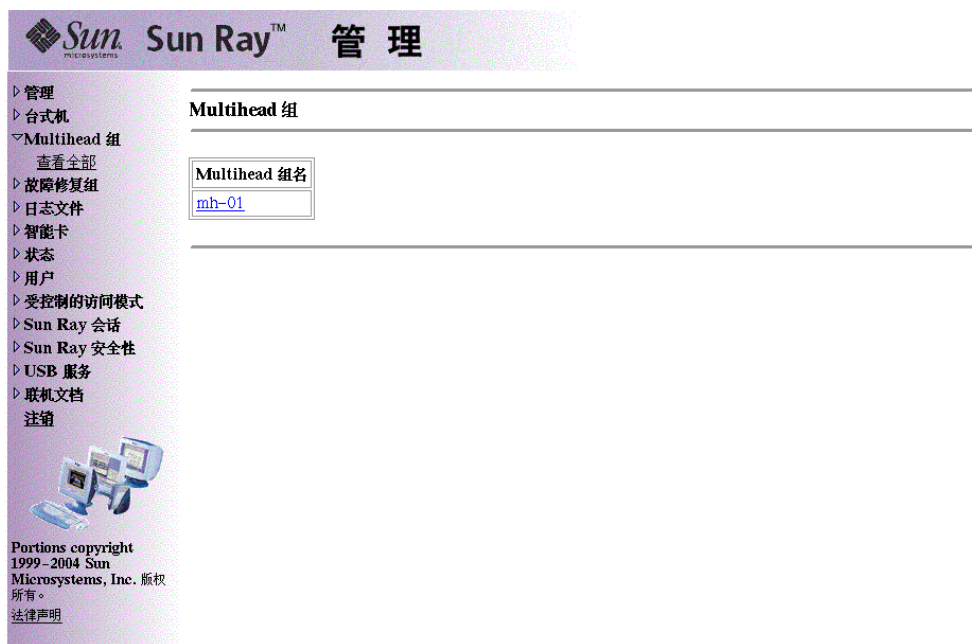 Sun microsystems Sun Ray™ 管 理
管理
台式机
Multihead 组
查看全部
故障修复组
日志文件
智能卡
状态
用户
受控制的访问模式
Sun Ray 会话
Sun Ray 安全性
USB 服务
联机文档
注销
Portions copyright
1999-2004 Sun
Microsystems, Inc. 版权
所有。
法律声明
Multihead 组
Multihead 组名
mh-01